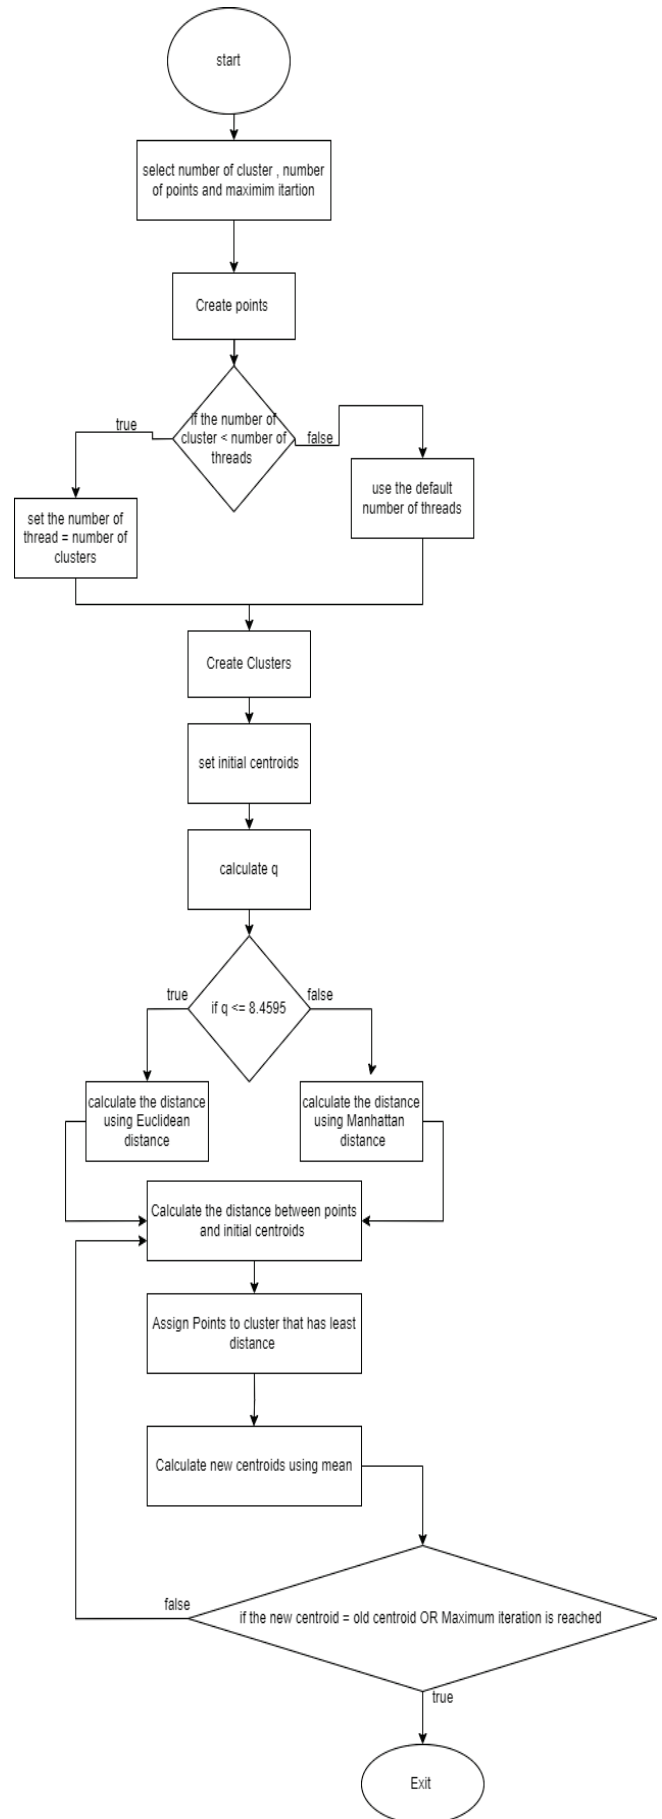 start
select number of cluster , number
of points and maximim itartion
Create points
if the number of
cluster < number of
threads
true
false
set the number of
thread = number of
clusters
use the default
number of threads
Create Clusters
set initial centroids
calculate q
if q <= 8.4595
true
false
calculate the distance
using Euclidean
distance
calculate the distance
using Manhattan
distance
Calculate the distance between points
and initial centroids
Assign Points to cluster that has least
distance
Calculate new centroids using mean
if the new centroid = old centroid OR Maximum iteration is reached
false
true
Exit